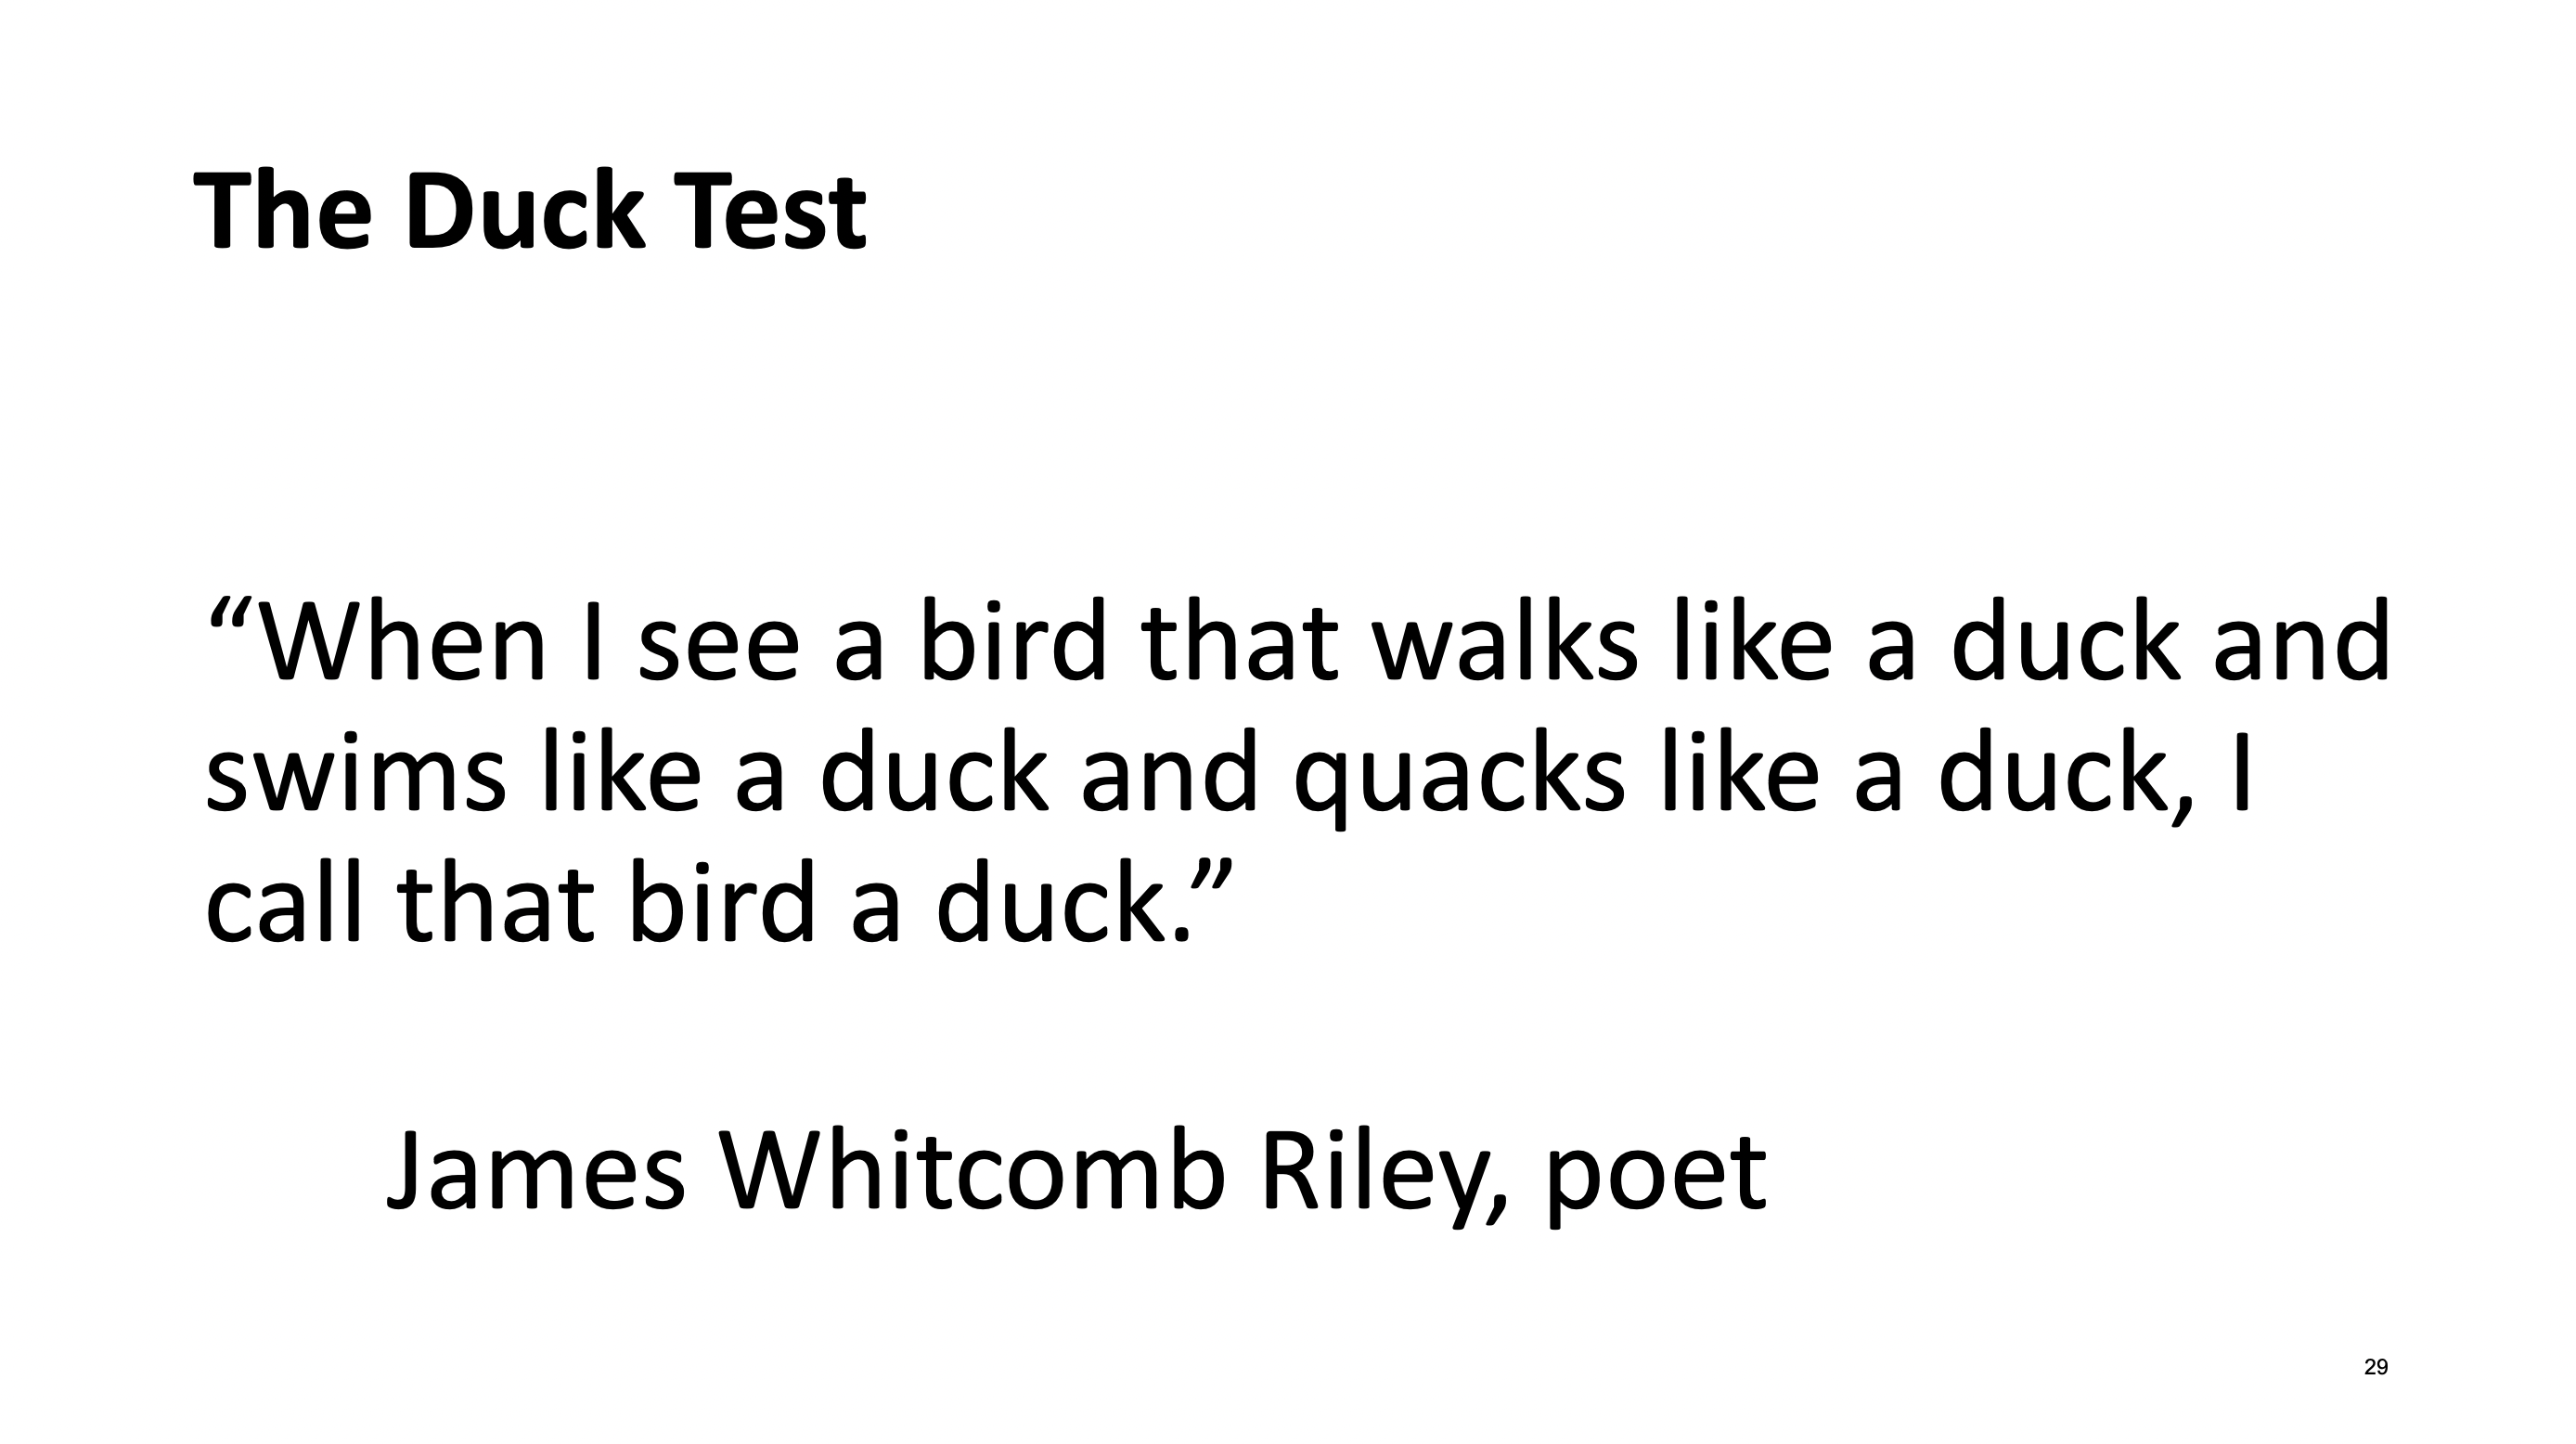 The Duck Test
“When I see a bird that walks like a duck and
swims like a duck and quacks like a duck, I
call that bird a duck.”
James Whitcomb Riley, poet
29